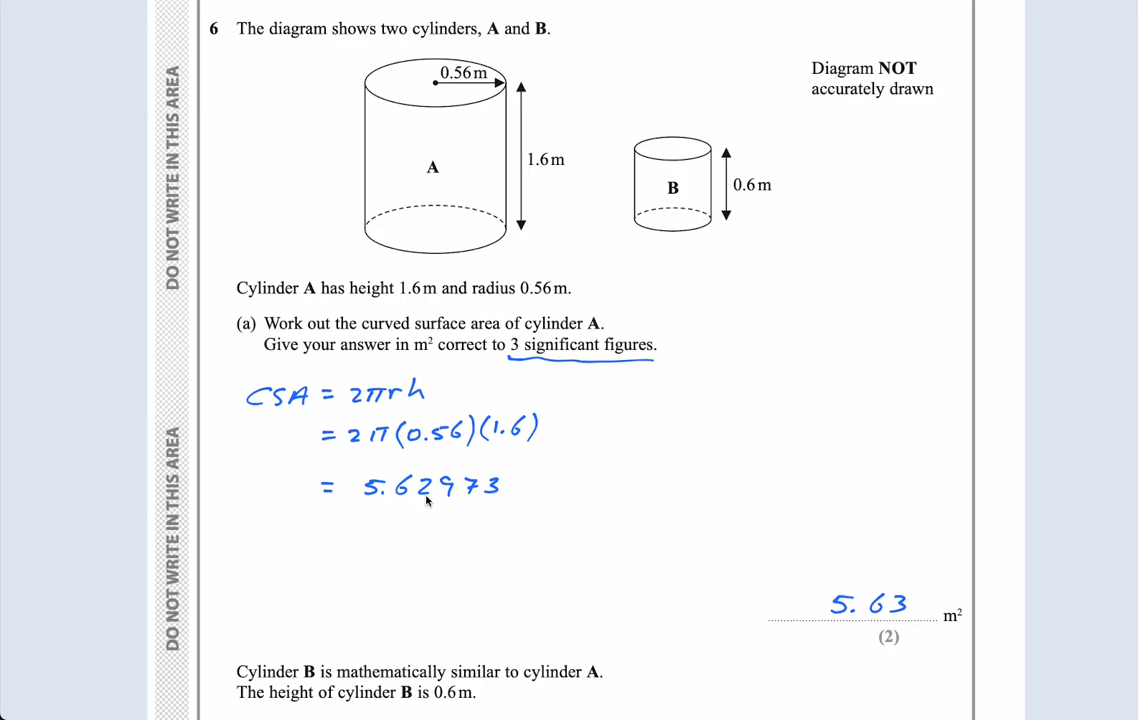 6 The diagram shows two cylinders, A and B.
0.56 m
Diagram NOT
accurately drawn
1.6 m
A
B
0.6 m
Cylinder A has height 1.6 m and radius 0.56 m.
(a) Work out the curved surface area of cylinder A.
Give your answer in m² correct to 3 significant figures.
CSA = 2πrh
= 2π(0.56)(1.6)
= 5.62973
5.63 m²
(2)
Cylinder B is mathematically similar to cylinder A.
The height of cylinder B is 0.6 m.
DO NOT WRITE IN THIS AREA
DO NOT WRITE IN THIS AREA